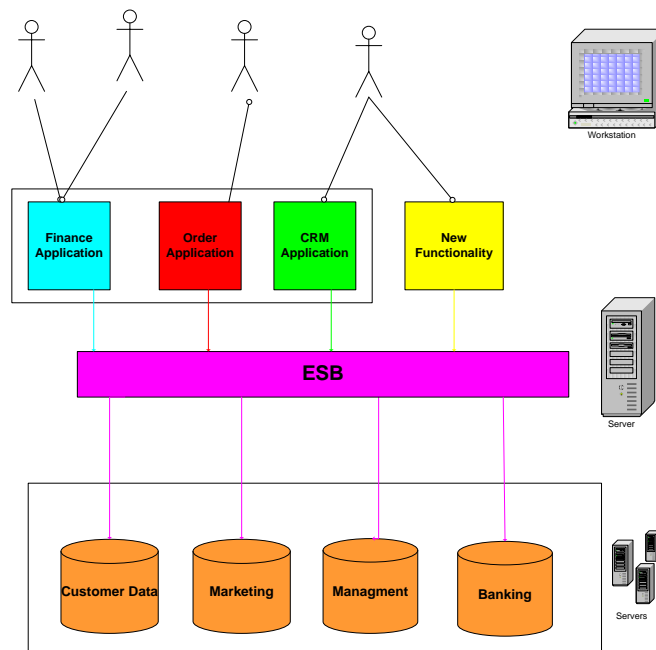 Workstation
Finance
Application
Order
Application
CRM
Application
New
Functionality
ESB
Server
Customer Data
Marketing
Managment
Banking
Servers